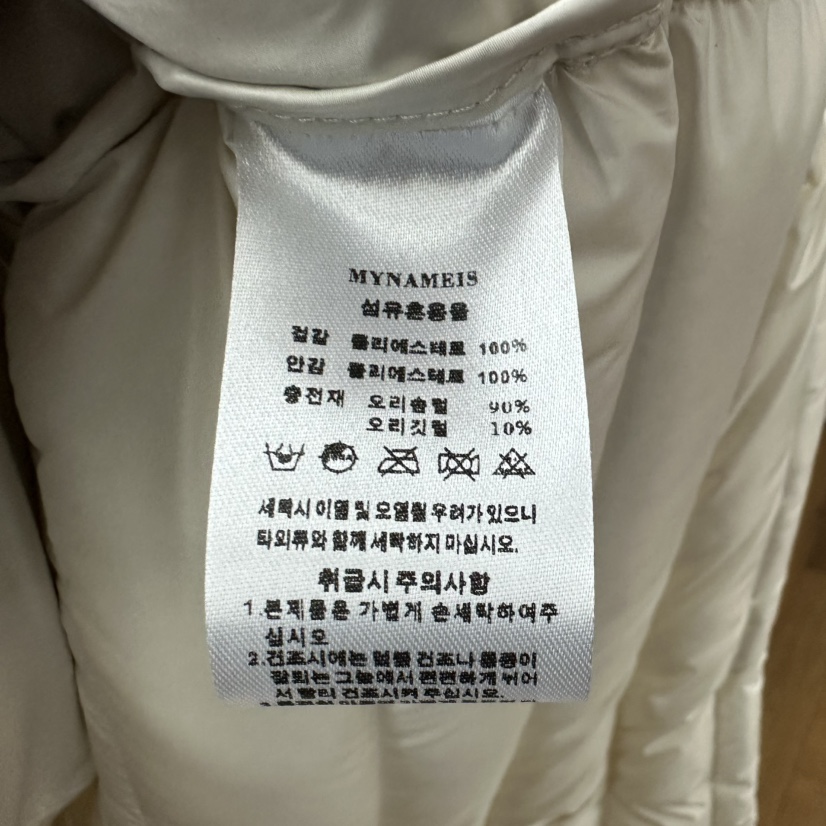 MYNAMEIS
섬유혼용율
겉감 폴리에스테르 100%
안감 폴리에스테르 100%
충전재 오리솜털 90%
오리깃털 10%
세탁시 이염 및 오염될 우려가 있으니
타의류와 함께 세탁하지 마십시오.
취급시 주의사항
1.본제품은 가볍게 손세탁하여주
십시오
2.건조시에는 텀블 건조나 통풍이
잘되는 그늘에서 편편하게 뉘어
서 빨리 건조시켜 주십시오.